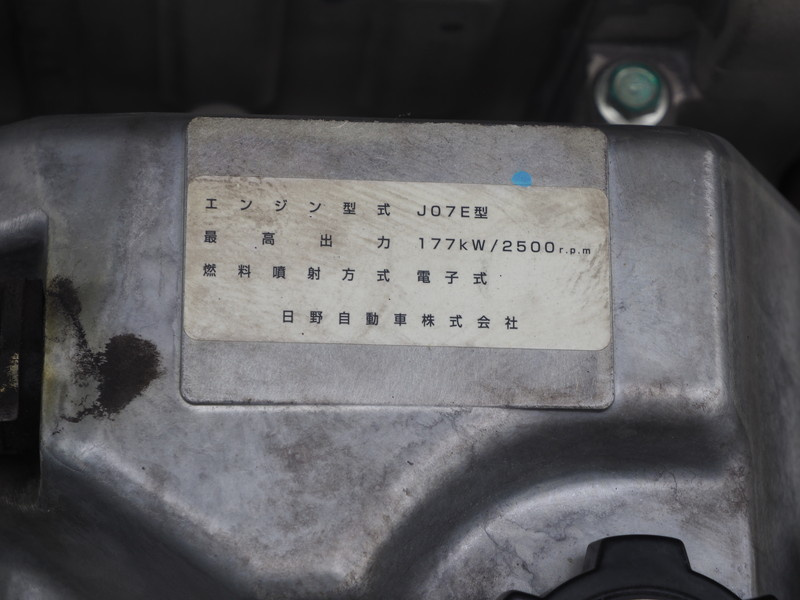 エンジン型式 J07E型
最高出力 177kW/2500r.p.m
燃料噴射方式 電子式
日野自動車株式会社